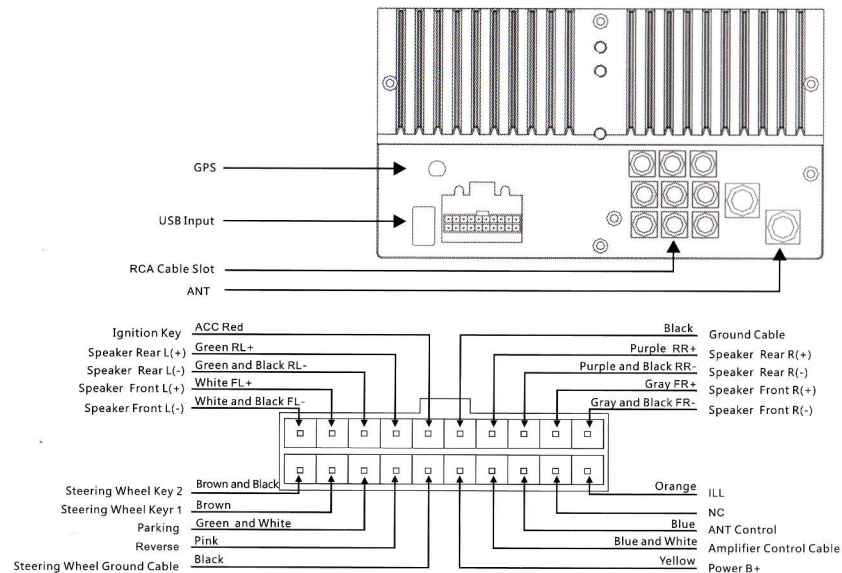 GPS
USB Input
RCA Cable Slot
ANT
Ignition Key ACC Red
Speaker Rear L(+) Green RL+
Speaker Rear L(-) Green and Black RL-
Speaker Front L(+) White FL+
Speaker Front L(-) White and Black FL-
Black Ground Cable
Purple RR+ Speaker Rear R(+)
Purple and Black RR- Speaker Rear R(-)
Gray FR+ Speaker Front R(+)
Gray and Black FR- Speaker Front R(-)
Steering Wheel Key 2 Brown and Black
Steering Wheel Keyr 1 Brown
Parking Green and White
Reverse Pink
Steering Wheel Ground Cable Black
Orange ILL
NC
Blue ANT Control
Blue and White Amplifier Control Cable
Yellow Power B+